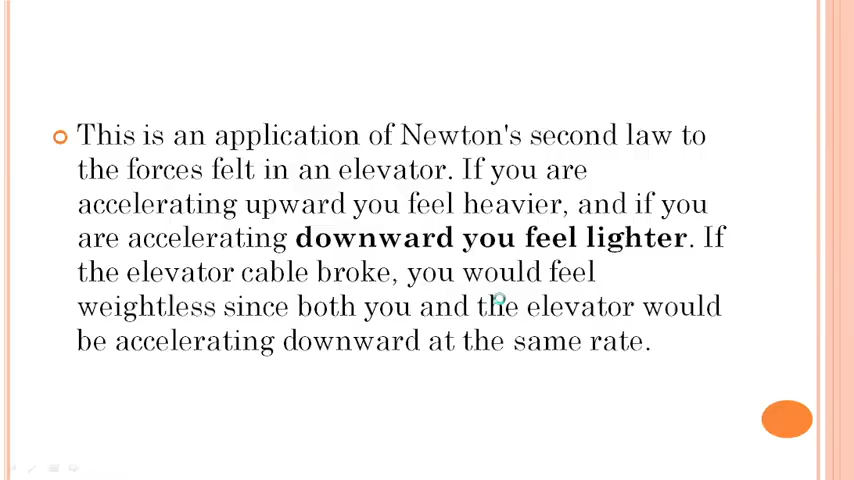 This is an application of Newton's second law to
the forces felt in an elevator. If you are
accelerating upward you feel heavier, and if you
are accelerating downward you feel lighter. If
the elevator cable broke, you would feel
weightless since both you and the elevator would
be accelerating downward at the same rate.